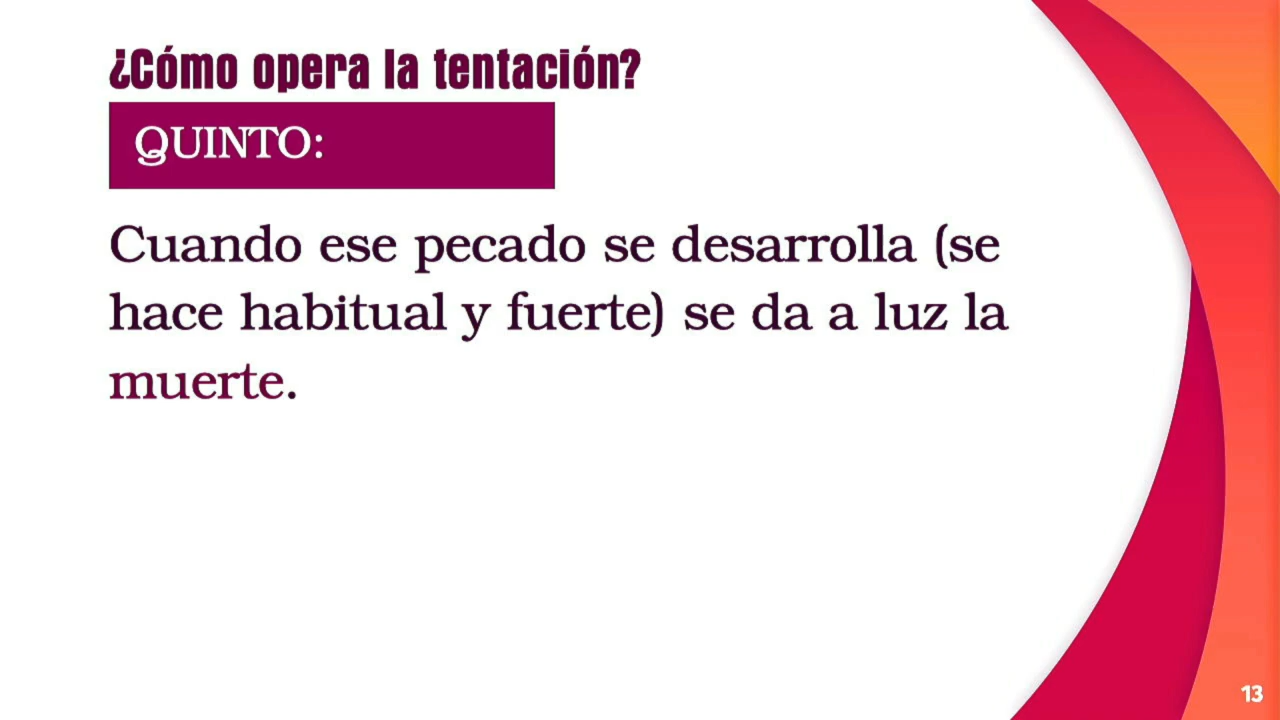 ¿Cómo opera la tentación?
QUINTO:
Cuando ese pecado se desarrolla (se
hace habitual y fuerte) se da a luz la
muerte.
13